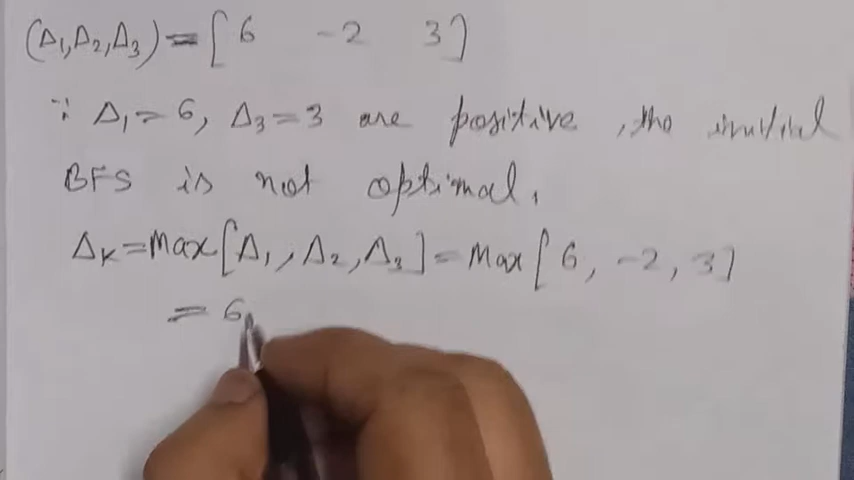 (Δ₁,Δ₂,Δ₃) = [6 -2 3]
∵ Δ₁ = 6, Δ₃ = 3 are positive, the initial
BFS is not optimal.
Δₖ = Max[Δ₁, Δ₂, Δ₃] = Max[6, -2, 3]
= 6